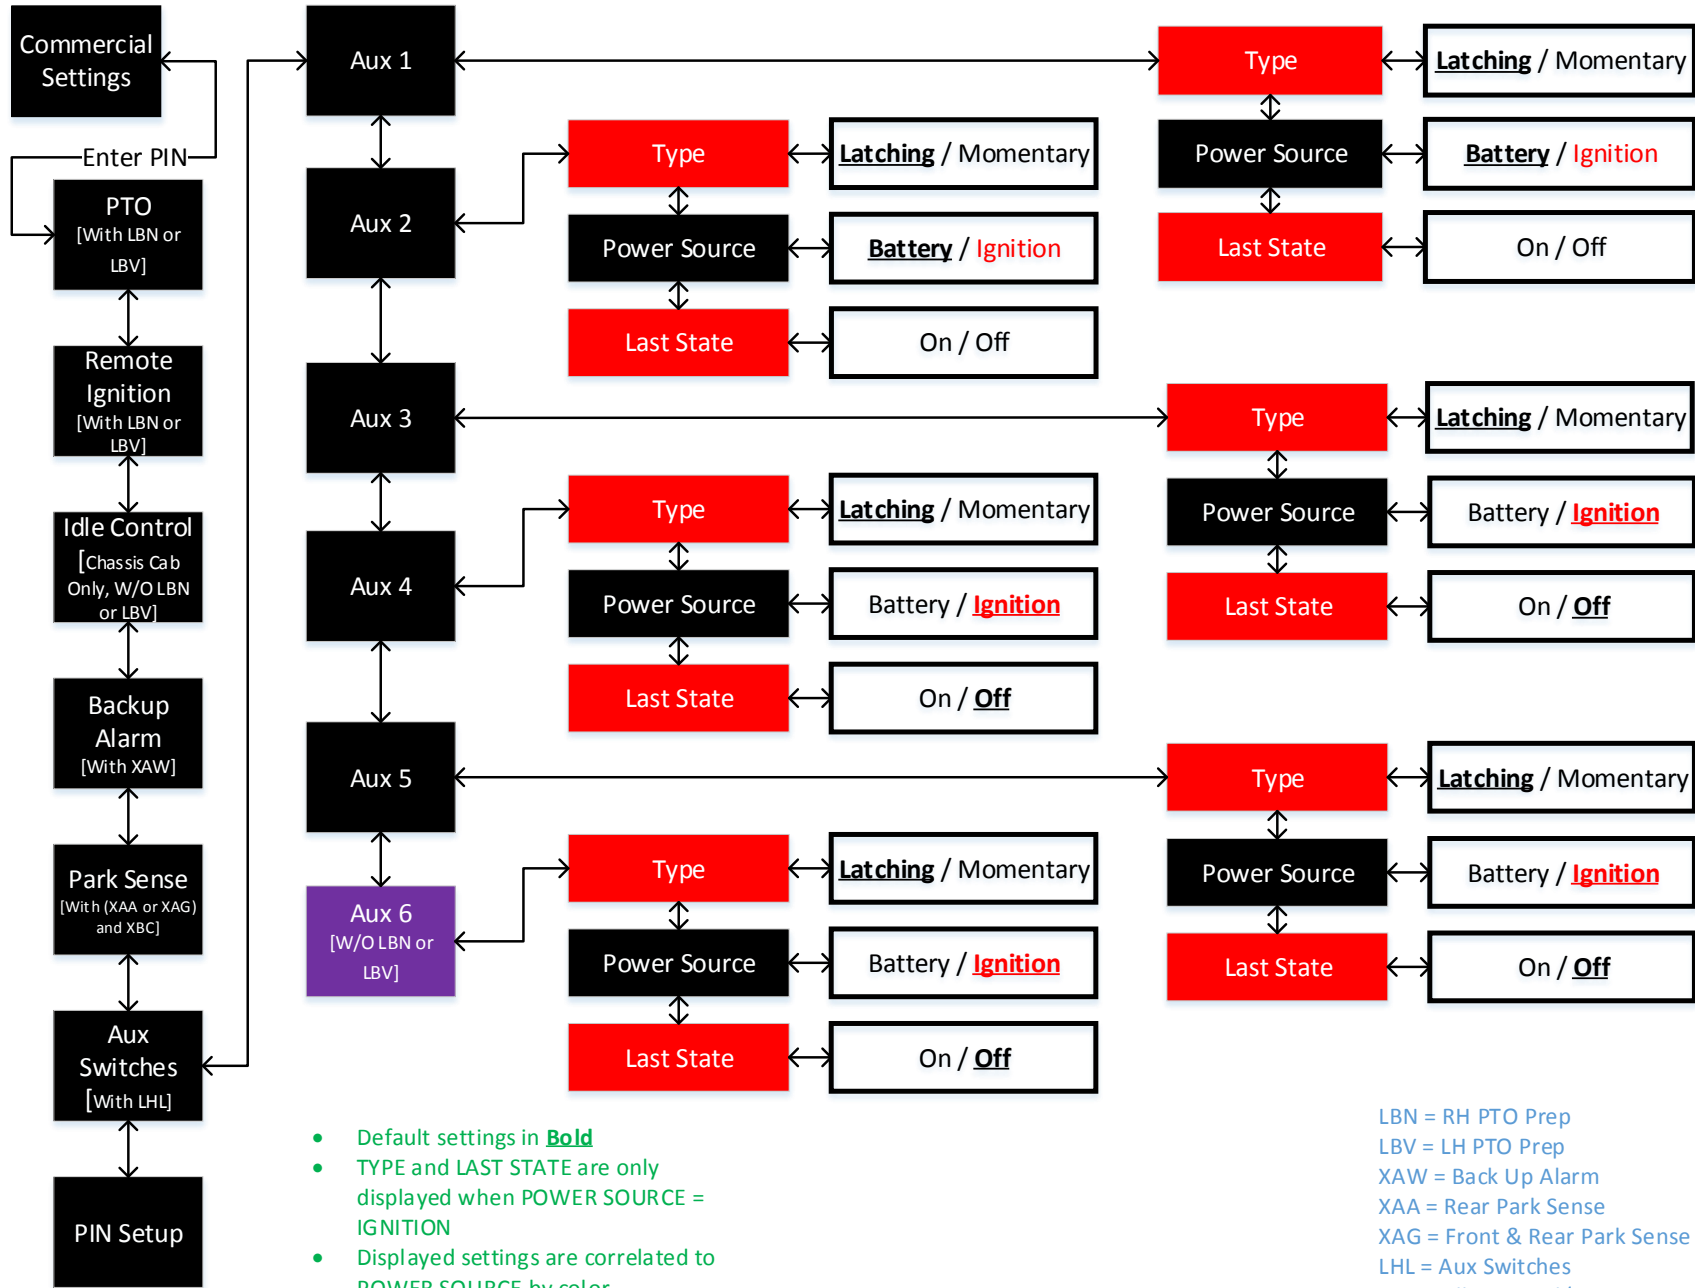 Commercial
Settings
Enter PIN
PTO
[With LBN or
LBV]
Remote
Ignition
[With LBN or
LBV]
Idle Control
[Chassis Cab
Only, W/O LBN
or LBV]
Backup
Alarm
[With XAW]
Park Sense
[With (XAA or XAG)
and XBC]
Aux
Switches
[With LHL]
PIN Setup
Aux 1
Type
Latching / Momentary
Power Source
Battery / Ignition
Last State
On / Off
Aux 2
Type
Latching / Momentary
Power Source
Battery / Ignition
Last State
On / Off
Aux 3
Type
Latching / Momentary
Power Source
Battery / Ignition
Last State
On / Off
Aux 4
Type
Latching / Momentary
Power Source
Battery / Ignition
Last State
On / Off
Aux 5
Type
Latching / Momentary
Power Source
Battery / Ignition
Last State
On / Off
Aux 6
[W/O LBN or
LBV]
Type
Latching / Momentary
Power Source
Battery / Ignition
Last State
On / Off
• Default settings in Bold
• TYPE and LAST STATE are only
displayed when POWER SOURCE =
IGNITION
• Displayed settings are correlated to
POWER SOURCE by color
LBN = RH PTO Prep
LBV = LH PTO Prep
XAW = Back Up Alarm
XAA = Rear Park Sense
XAG = Front & Rear Park Sense
LHL = Aux Switches